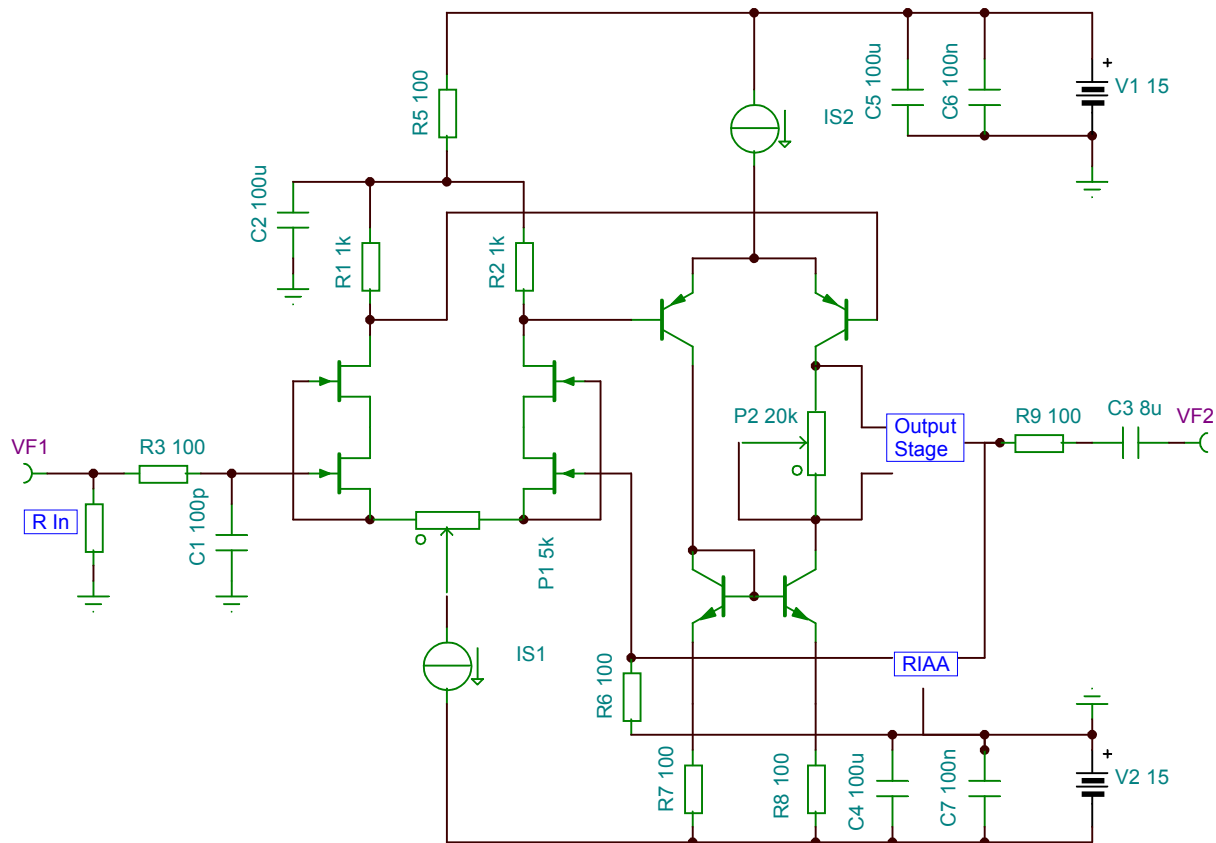 R5 100
IS2
C5 100u
C6 100n
+
V1 15
C2 100u
R1 1k
R2 1k
VF1
R3 100
R In
C1 100p
P1 5k
P2 20k
Output
Stage
R9 100
C3 8u
VF2
IS1
R6 100
RIAA
R7 100
R8 100
C4 100u
C7 100n
+
V2 15